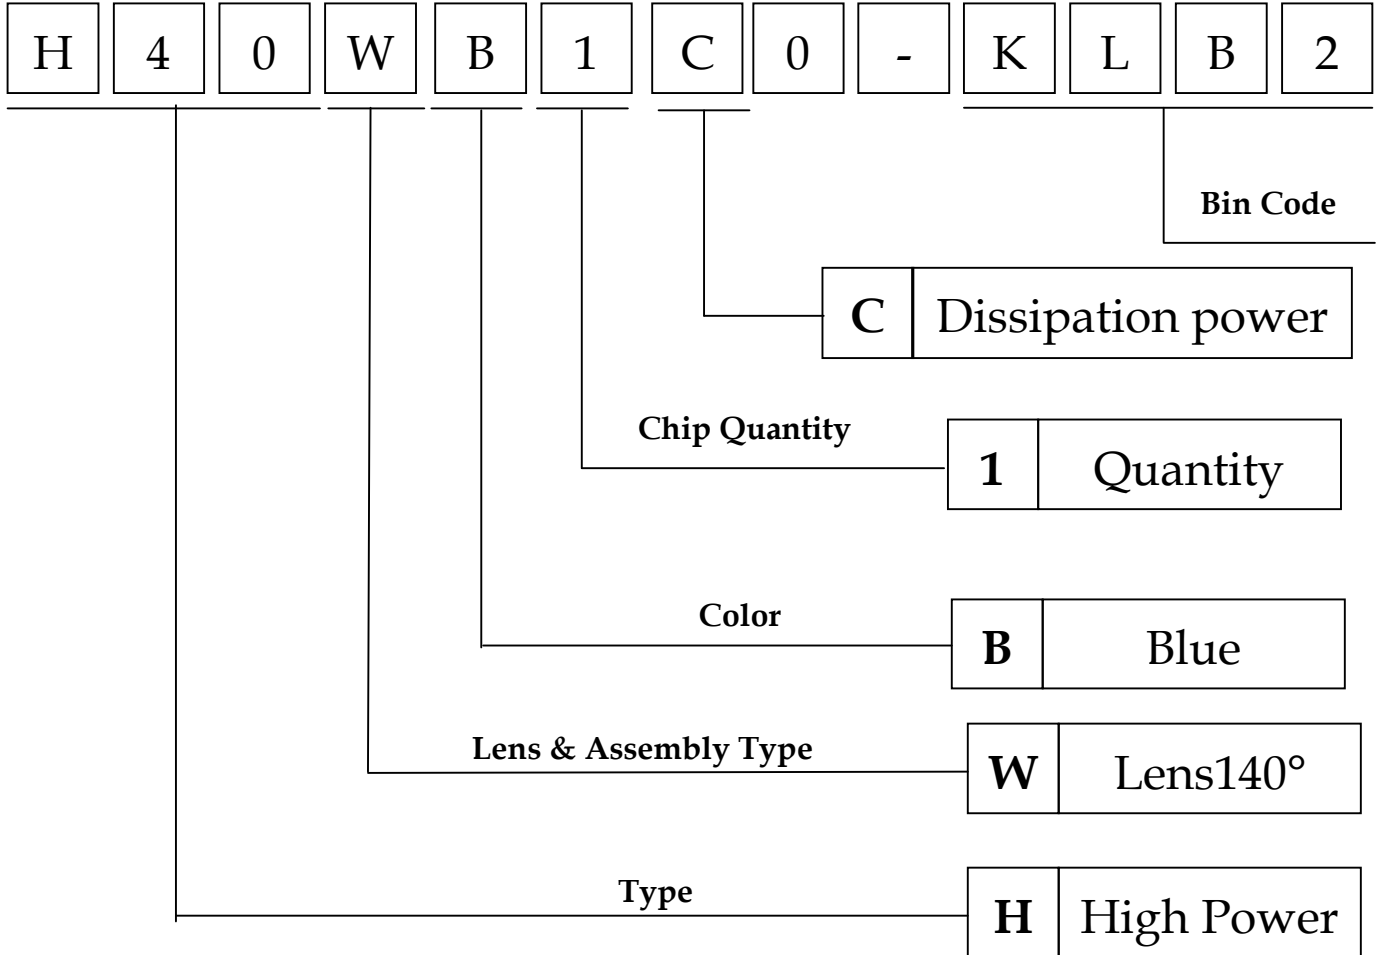 H 4 0 W B 1 C 0 - K L B 2
Bin Code
C Dissipation power
Chip Quantity
1 Quantity
Color
B Blue
Lens & Assembly Type
W Lens140°
Type
H High Power